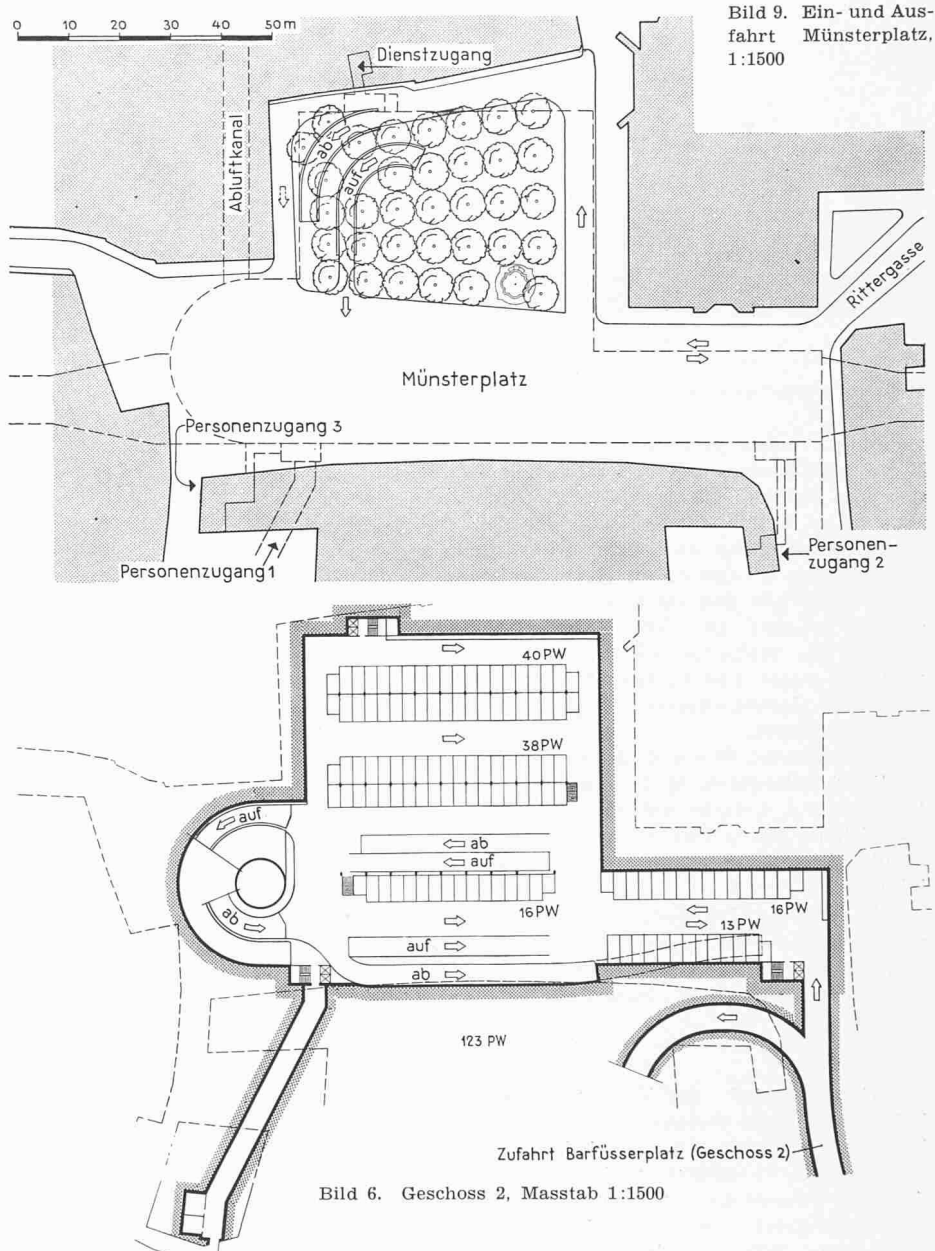 0 10 20 30 40 50 m
Bild 9. Ein- und Aus-
fahrt Münsterplatz,
1:1500
Dienstzugang
Abluftkanal
ab
auf
Rittergasse
Münsterplatz
Personenzugang 3
Personenzugang 1
Personen-
zugang 2
40 PW
38 PW
auf
ab
auf
ab
16 PW
16 PW
13 PW
auf
ab
123 PW
Zufahrt Barfüsserplatz (Geschoss 2)
Bild 6. Geschoss 2, Masstab 1:1500